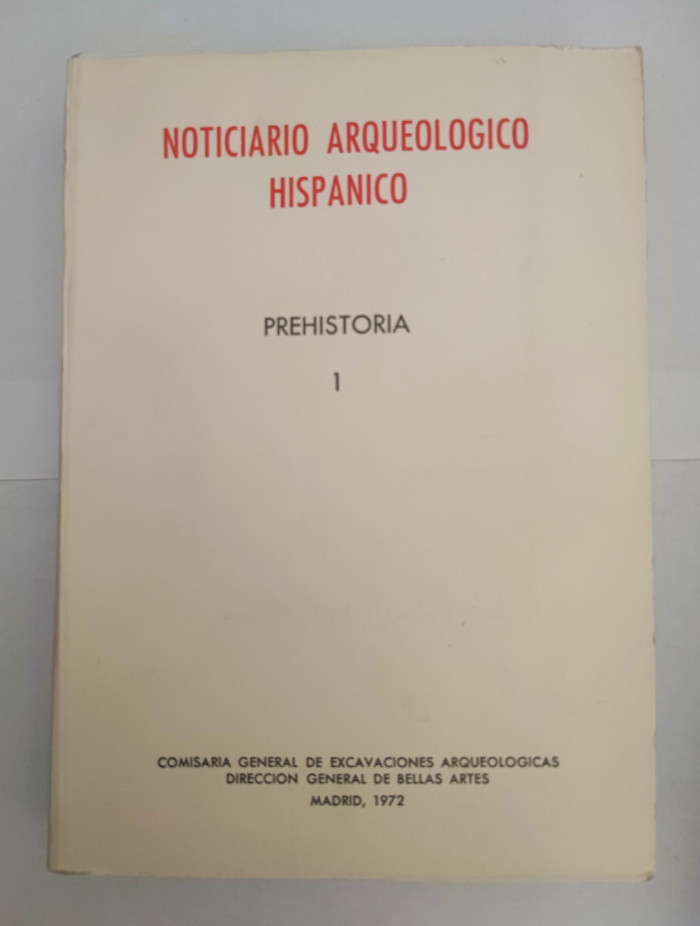 NOTICIARIO ARQUEOLOGICO
HISPANICO
PREHISTORIA
1
COMISARIA GENERAL DE EXCAVACIONES ARQUEOLOGICAS
DIRECCION GENERAL DE BELLAS ARTES
MADRID, 1972